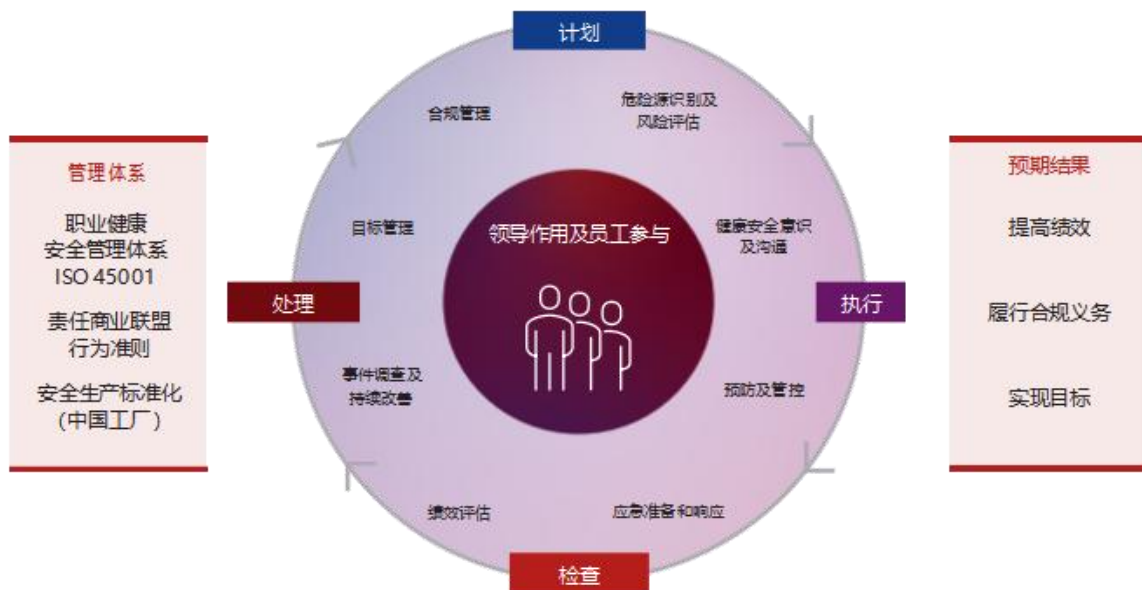 计划
合规管理
危险源识别及
风险评估
管理体系
职业健康
安全管理体系
ISO 45001
责任商业联盟
行为准则
安全生产标准化
(中国工厂)
目标管理
领导作用及员工参与
健康安全意识
及沟通
处理
执行
事件调查及
持续改善
预防及管控
绩效评估
应急准备和响应
检查
预期结果
提高绩效
履行合规义务
实现目标